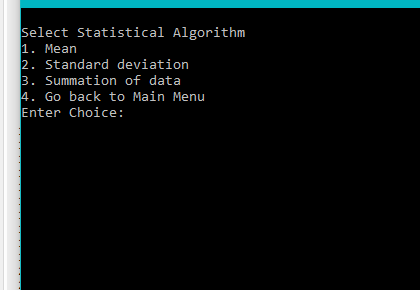 Select Statistical Algorithm
1. Mean
2. Standard deviation
3. Summation of data
4. Go back to Main Menu
Enter Choice: